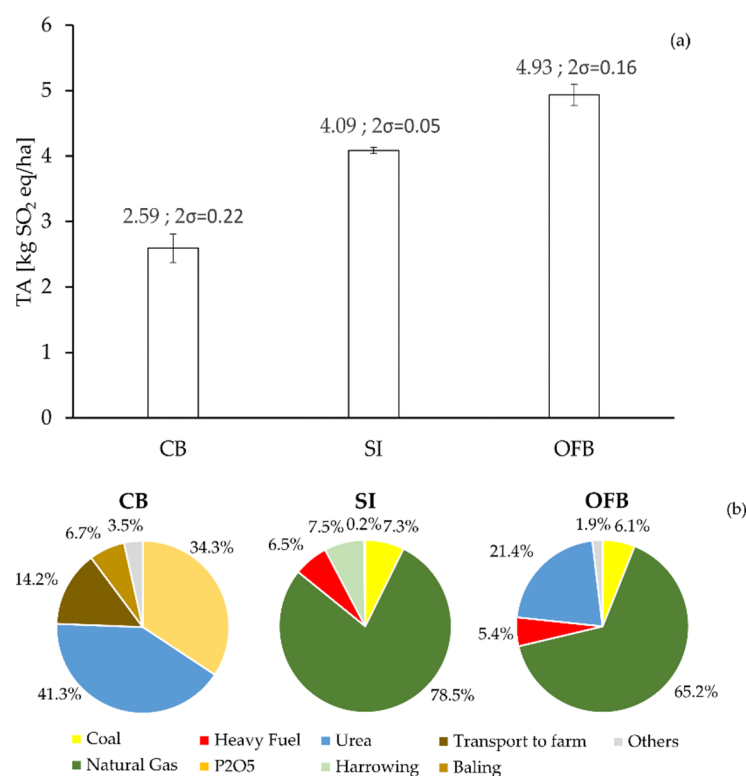 (a)
6
5
4
3
2
1
0
TA [kg SO₂ eq/ha]
2.59 ; 2σ=0.22
4.09 ; 2σ=0.05
4.93 ; 2σ=0.16
CB SI OFB
(b)
CB
3.5%
6.7%
34.3%
14.2%
41.3%
SI
7.5% 0.2% 7.3%
6.5%
78.5%
OFB
1.9% 6.1%
21.4%
5.4%
65.2%
Coal Heavy Fuel Urea Transport to farm Others
Natural Gas P2O5 Harrowing Baling